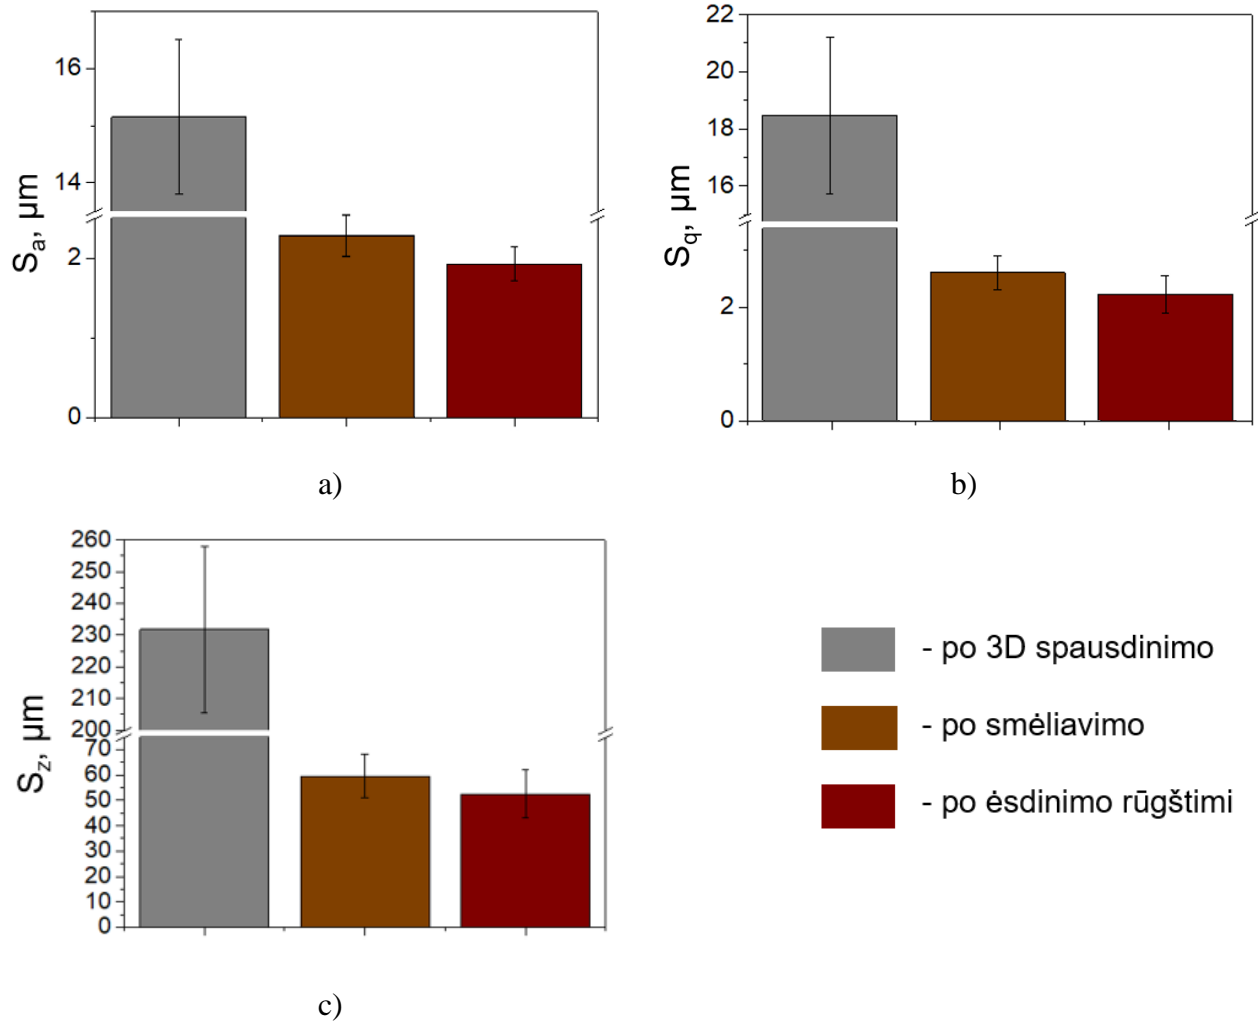 16
14
2
0
Sa, µm
a)
22
20
18
16
2
0
Sq, µm
b)
260
250
240
230
220
210
200
70
60
50
40
30
20
10
0
Sz, µm
c)
- po 3D spausdinimo
- po smėliavimo
- po ėsdinimo rūgštimi